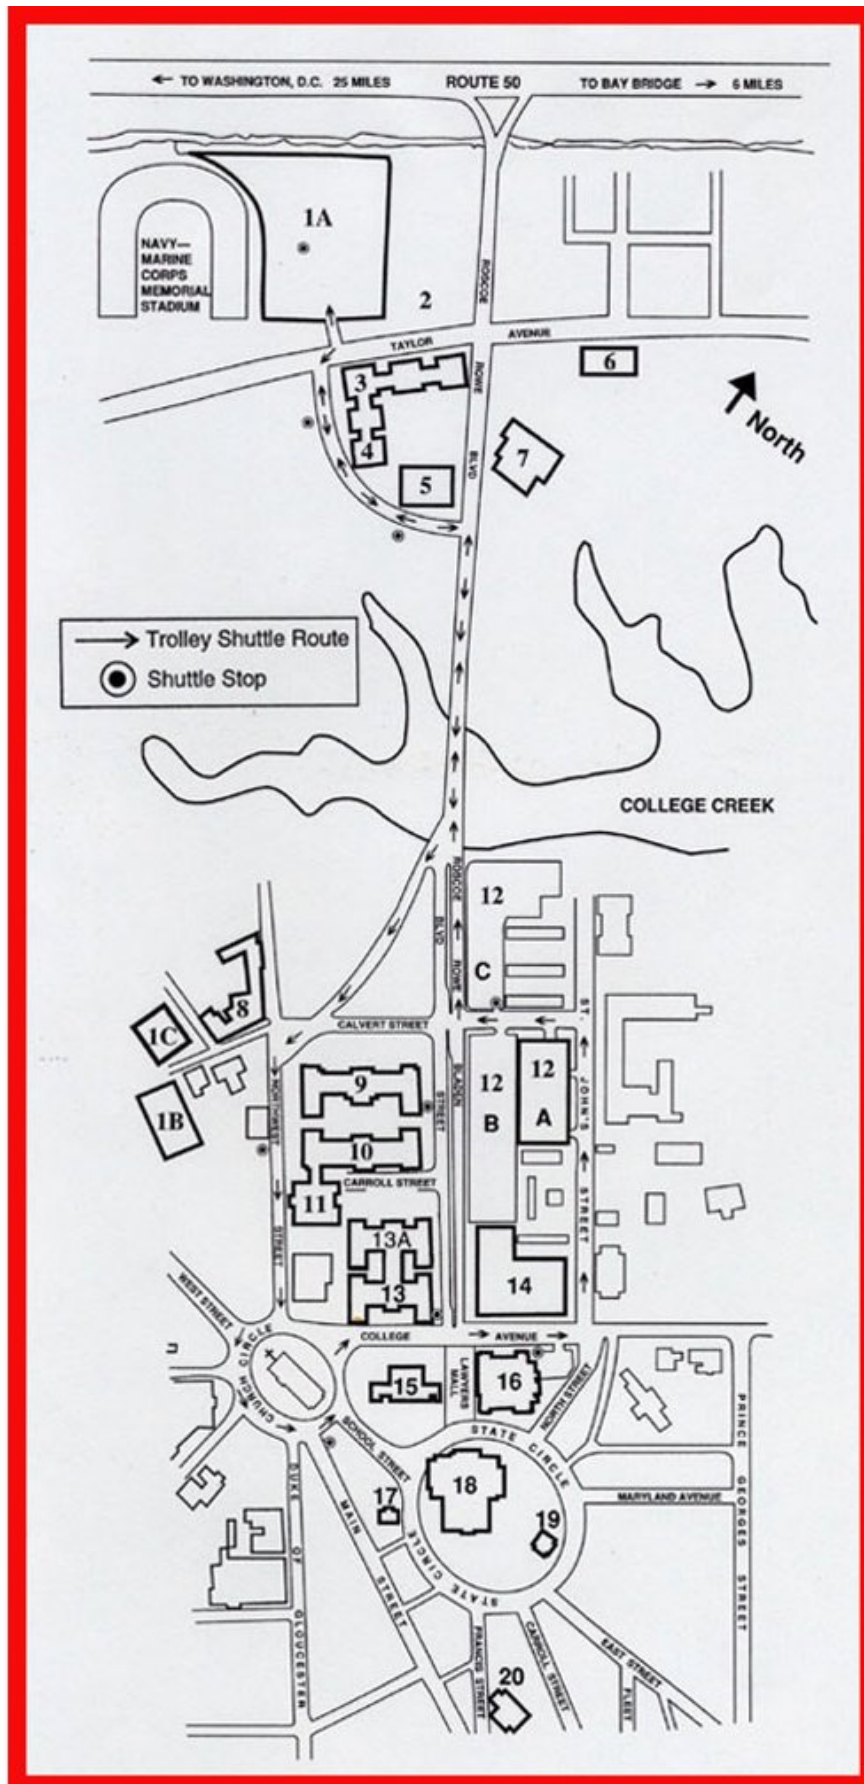 ← TO WASHINGTON, D.C. 25 MILES ROUTE 50 TO BAY BRIDGE → 6 MILES
1A
NAVY—
MARINE
CORPS
MEMORIAL
STADIUM
ROSCOE
2
TAYLOR AVENUE
3
ROWE
6
North
4
7
BLVD
5
Trolley Shuttle Route
Shuttle Stop
COLLEGE CREEK
ROSCOE
12
BLVD
C
ROWE
8
1C
CALVERT STREET
ST.
9
BLADEN
12
12
NORTHWEST
STREET
B
A
JOHN'S
1B
10
CARROLL STREET
11
STREET
13A
STREET
14
13
WEST STREET
COLLEGE AVENUE
CHURCH CIRCLE
15
LAWYERS
MALL
16
NORTH STREET
PRINCE GEORGES STREET
SCHOOL STREET
STATE CIRCLE
18
17
MARYLAND AVENUE
19
DUKE OF GLOUCESTER
MAIN STREET
STATE CIRCLE
FRANCIS STREET
CARROLL STREET
EAST STREET
20
FLEET